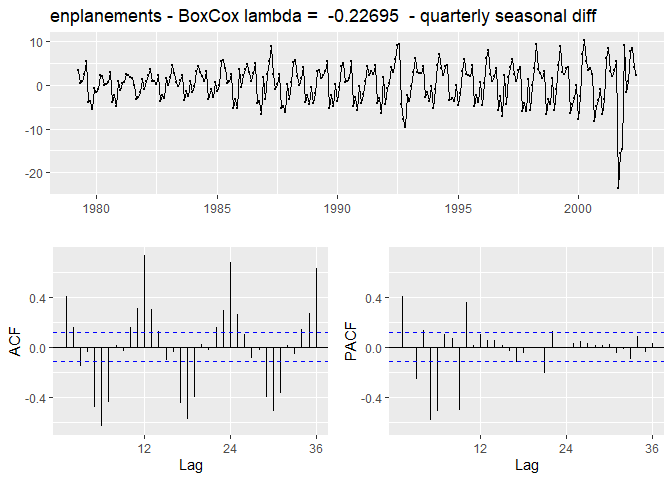 enplanements - BoxCox lambda =  -0.22695  - quarterly seasonal diff
10
0
-10
-20
1980 1985 1990 1995 2000
ACF
0.4
0.0
-0.4
12 24 36
Lag
PACF
0.4
0.0
-0.4
12 24 36
Lag